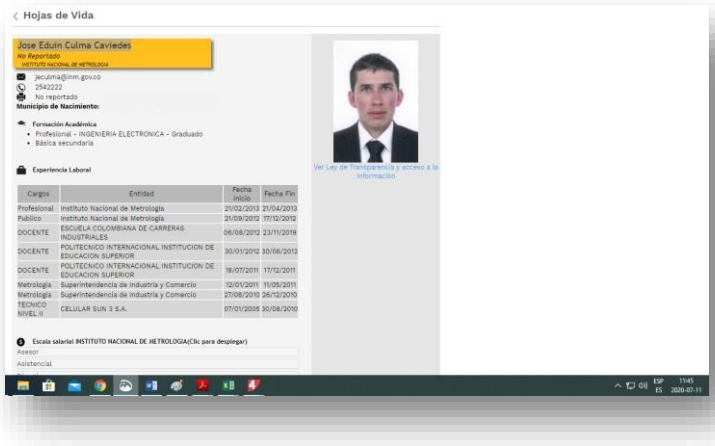 Hojas de Vida
Jose Eduin Culma Caviedes
No Reportado
INSTITUTO NACIONAL DE METROLOGIA
jeculma@inm.gov.co
2542222
No reportado
Municipio de Nacimiento:
Formación Académica
Profesional - INGENIERIA ELECTRONICA - Graduado
Básica secundaria
Ver Ley de Transparencia y acceso a la información
Experiencia Laboral
Cargos Entidad Fecha Inicio Fecha Fin
Profesional Instituto Nacional de Metrología 21/02/2013 21/04/2013
Publico Instituto Nacional de Metrología 21/09/2012 17/12/2012
DOCENTE ESCUELA COLOMBIANA DE CARRERAS INDUSTRIALES 06/08/2012 23/11/2019
DOCENTE POLITECNICO INTERNACIONAL INSTITUCION DE EDUCACION SUPERIOR 30/01/2012 30/06/2012
DOCENTE POLITECNICO INTERNACIONAL INSTITUCION DE EDUCACION SUPERIOR 18/07/2011 17/12/2011
Metrología Superintendencia de Industria y Comercio 12/01/2011 11/05/2011
Metrología Superintendencia de Industria y Comercio 27/08/2010 26/12/2010
TECNICO NIVEL II CELULAR SUN 3 S.A. 07/01/2005 30/08/2010
Escala salarial INSTITUTO NACIONAL DE METROLOGIA(Clic para desplegar)
Asesor
Asistencial
ESP 11:45
ES 2020-07-11